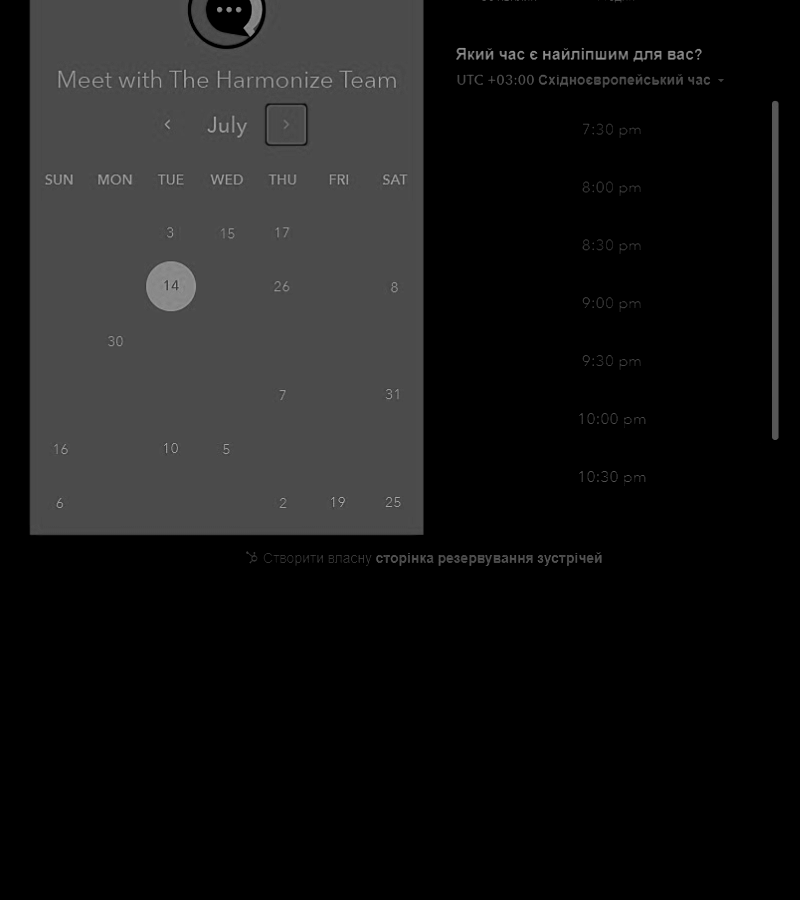 Meet with The Harmonize Team
July
SUN MON TUE WED THU FRI SAT
3 15 17
14 26 8
30
7 31
16 10 5
6 2 19 25
Який час є найліпшим для вас?
UTC +03:00 Східноєвропейський час
7:30 pm
8:00 pm
8:30 pm
9:00 pm
9:30 pm
10:00 pm
10:30 pm
Створити власну сторінка резервування зустрічей